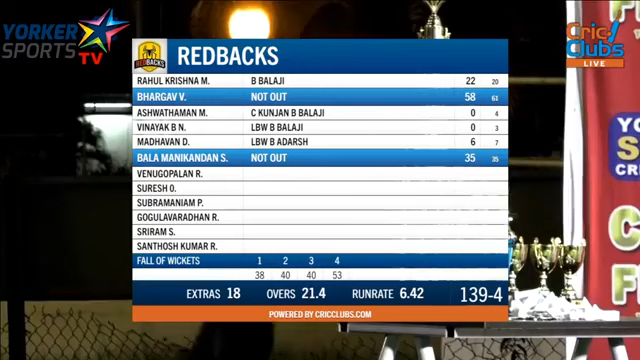 YORKER
SPORTS
TV
REDBACKS
REDBACKS
Cric
Clubs
LIVE
RAHUL KRISHNA M. B BALAJI 22 20
BHARGAV V. NOT OUT 58 61
ASHWATHAMAN M. C KUNJAN B BALAJI 0 4
VINAYAK B N. LBW B BALAJI 0 3
MADHAVAN D. LBW B ADARSH 6 7
BALA MANIKANDAN S. NOT OUT 35 35
VENUGOPALAN R.
SURESH 0.
SUBRAMANIAM P.
GOGULAVARADHAN R.
SRIRAM S.
SANTHOSH KUMAR R.
FALL OF WICKETS 1 2 3 4
38 40 40 53
EXTRAS 18 OVERS 21.4 RUNRATE 6.42 139-4
POWERED BY CRICCLUBS.COM